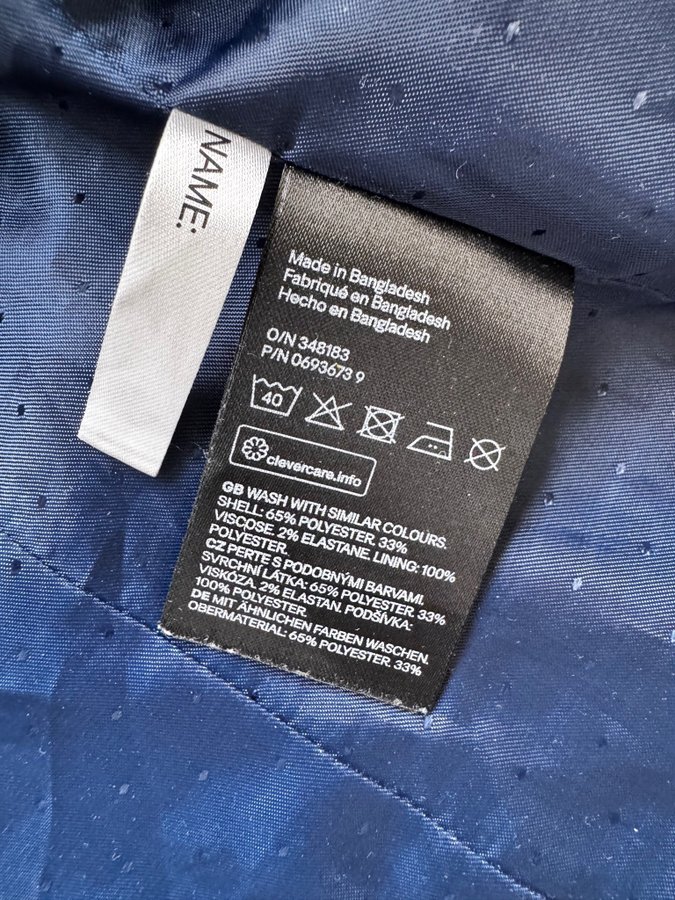 NAME:
Made in Bangladesh
Fabriqué en Bangladesh
Hecho en Bangladesh
O/N 348183
P/N 0693673 9
40
clevercare.info
GB WASH WITH SIMILAR COLOURS.
SHELL: 65% POLYESTER. 33%
VISCOSE. 2% ELASTANE. LINING: 100%
POLYESTER.
CZ PERTE S PODOBNÝMI BARVAMI.
SVRCHNÍ LÁTKA: 65% POLYESTER. 33%
VISKÓZA. 2% ELASTAN. PODŠÍVKA:
100% POLYESTER.
DE MIT ÄHNLICHEN FARBEN WASCHEN.
OBERMATERIAL: 65% POLYESTER. 33%